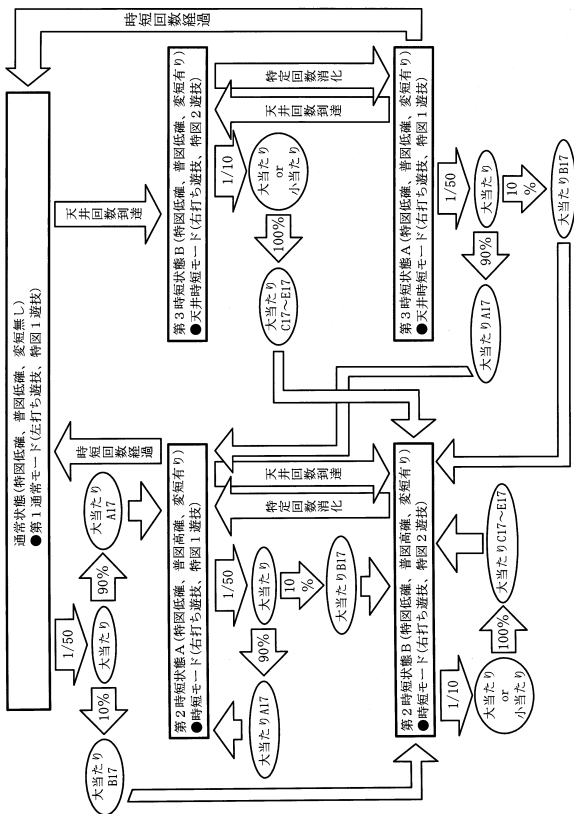 時短回数経過
通常状態(特図低確、普図低確、変短無し)
●第1通常モード(左打ち遊技、特図1遊技)
1/50
大当たり
10%
大当たり
B17
90%
大当たり
A17
時短回数経過
天井回数到達
第2時短状態A(特図低確、普図高確、変短有り)
●時短モード(右打ち遊技、特図1遊技)
1/50
大当たり
90%
大当たりA17
10
%
大当たりB17
特定回数消化
天井回数到達
第3時短状態B(特図低確、普図低確、変短有り)
●天井時短モード(右打ち遊技、特図2遊技)
1/10
大当たり
or
小当たり
100%
大当たり
C17~E17
天井回数到達
特定回数消化
第2時短状態B(特図低確、普図高確、変短有り)
●時短モード(右打ち遊技、特図2遊技)
1/10
大当たり
or
小当たり
100%
大当たりC17~E17
第3時短状態A(特図低確、普図低確、変短有り)
●天井時短モード(右打ち遊技、特図1遊技)
1/50
大当たり
90%
大当たりA17
10
%
大当たりB17